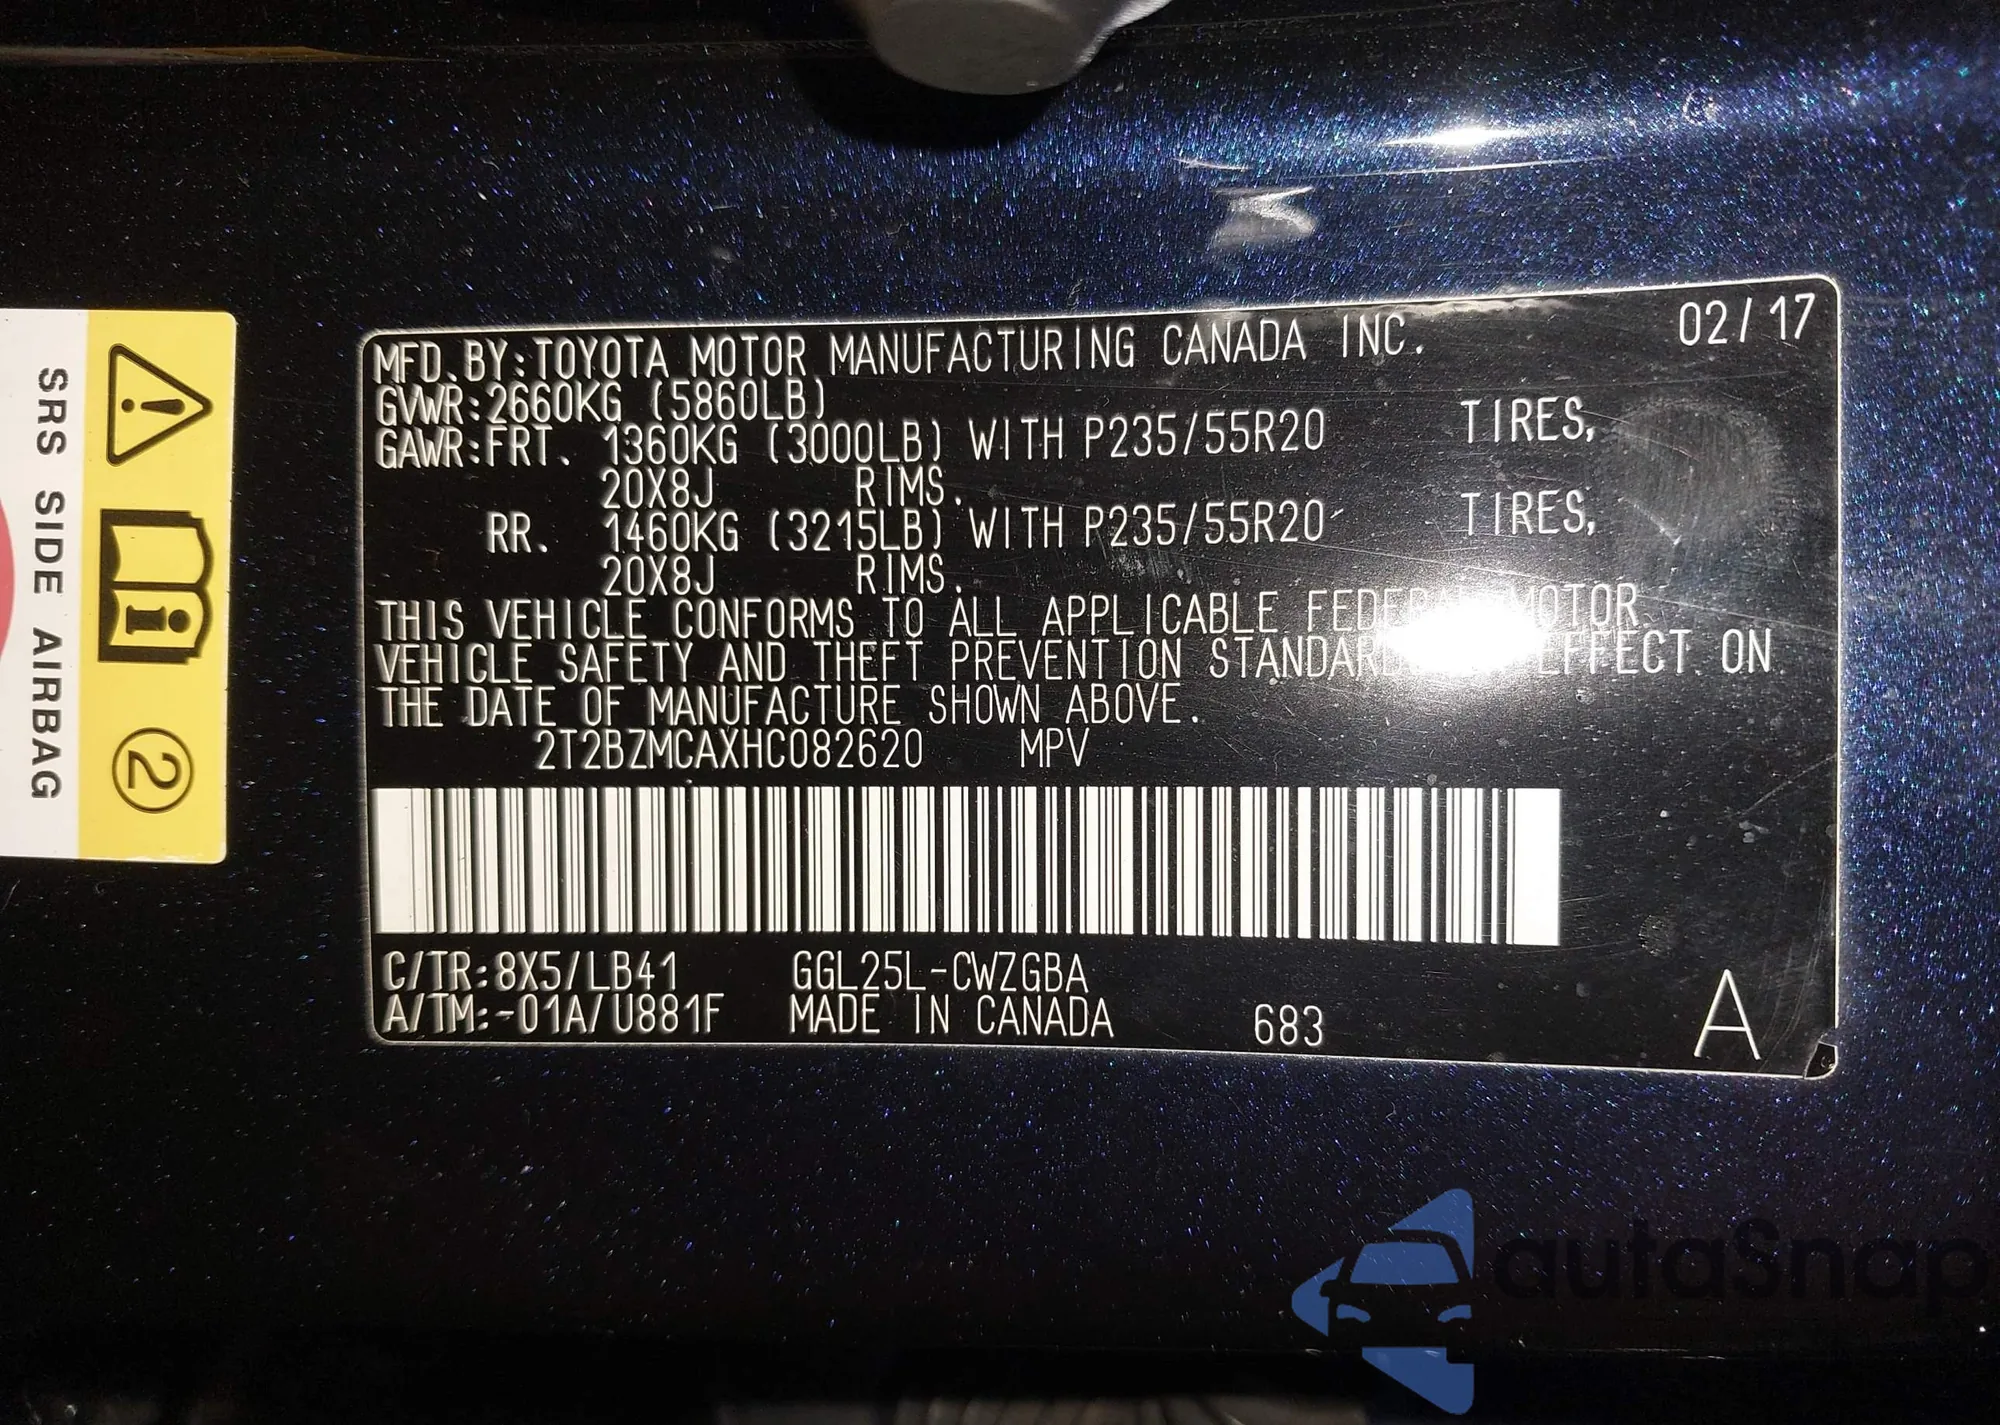 02/17
MFD.BY:TOYOTA MOTOR MANUFACTURING CANADA INC.
GVWR:2660KG (5860LB)
GAWR:FRT. 1360KG (3000LB) WITH P235/55R20 TIRES,
20X8J RIMS.
RR. 1460KG (3215LB) WITH P235/55R20 TIRES,
20X8J RIMS.
THIS VEHICLE CONFORMS TO ALL APPLICABLE FEDERAL MOTOR
VEHICLE SAFETY AND THEFT PREVENTION STANDARDS EFFECT ON
THE DATE OF MANUFACTURE SHOWN ABOVE.
2T2BZMCAXHC082620 MPV
C/TR:8X5/LB41 GGL25L-CWZGBA
A/TM:-01A/U881F MADE IN CANADA 683 A
SRS SIDE AIRBAG
2
autaSnap